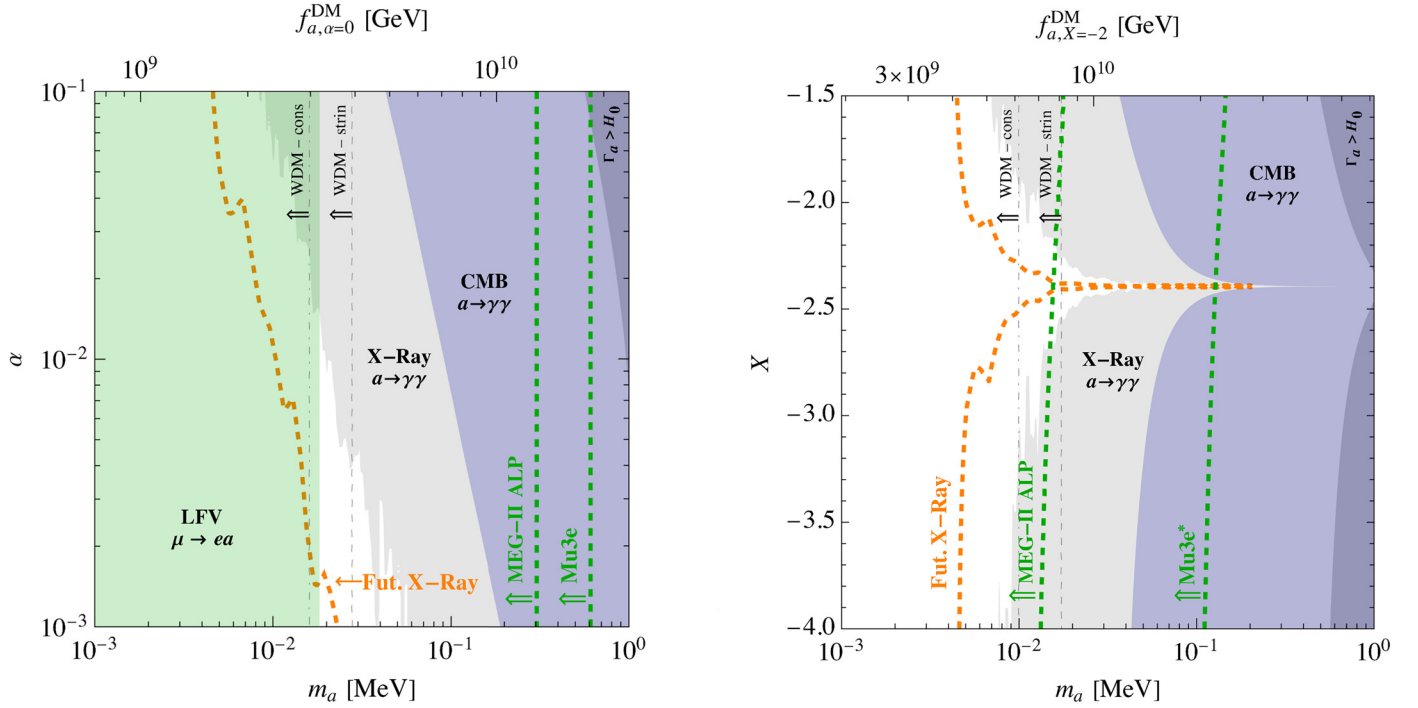 f_{a,α=0}^{DM} [GeV]
10^9
10^{10}
10^{-1}
10^{-2}
10^{-3}
α
WDM−cons
⇐
WDM−strin
⇐
Γ_a > H_0
CMB
a→γγ
X−Ray
a→γγ
LFV
μ → ea
⇐ MEG−II ALP
⇐ Mu3e
←Fut. X−Ray
10^{-3}
10^{-2}
10^{-1}
10^0
m_a [MeV]
f_{a,X=−2}^{DM} [GeV]
3×10^9
10^{10}
−1.5
−2.0
−2.5
−3.0
−3.5
−4.0
X
WDM−cons
⇐
WDM−strin
⇐
Γ_a > H_0
CMB
a→γγ
X−Ray
a→γγ
Fut. X−Ray
⇐ MEG−II ALP
⇐ Mu3e*
10^{-3}
10^{-2}
10^{-1}
10^0
m_a [MeV]